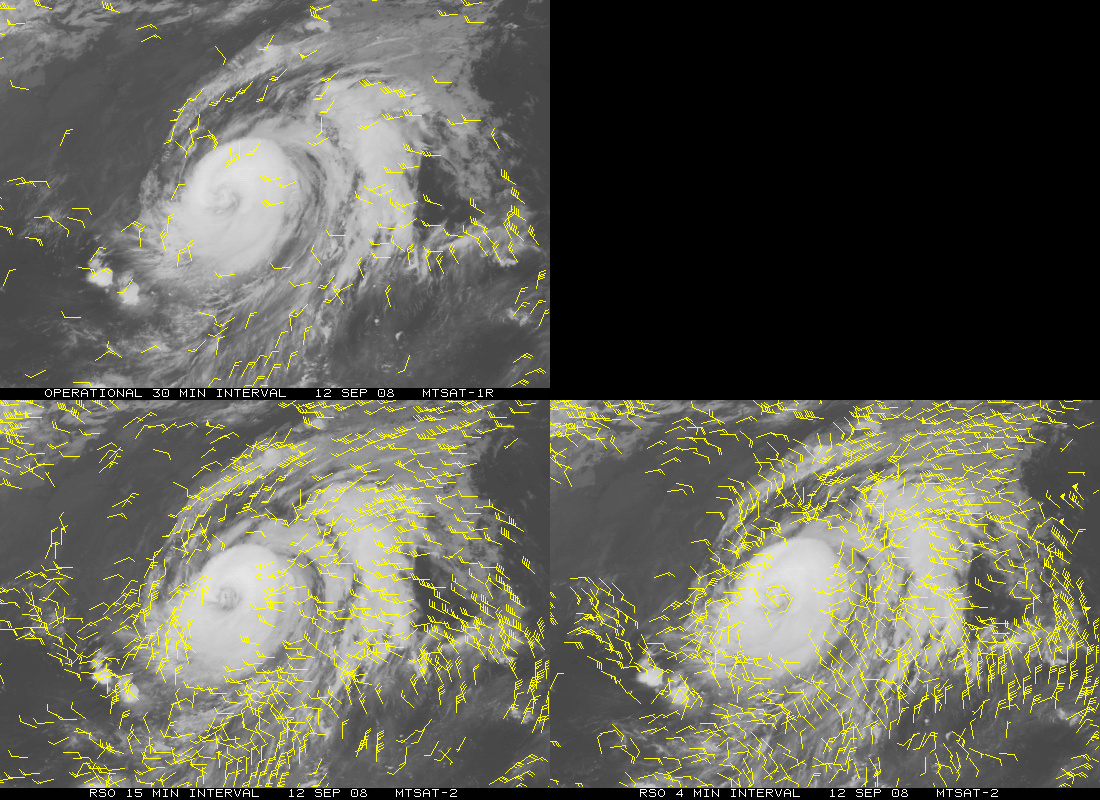 OPERATIONAL 30 MIN INTERVAL 12 SEP 08 MTSAT-1R
RSO 15 MIN INTERVAL 12 SEP 08 MTSAT-2
RSO 4 MIN INTERVAL 12 SEP 08 MTSAT-2